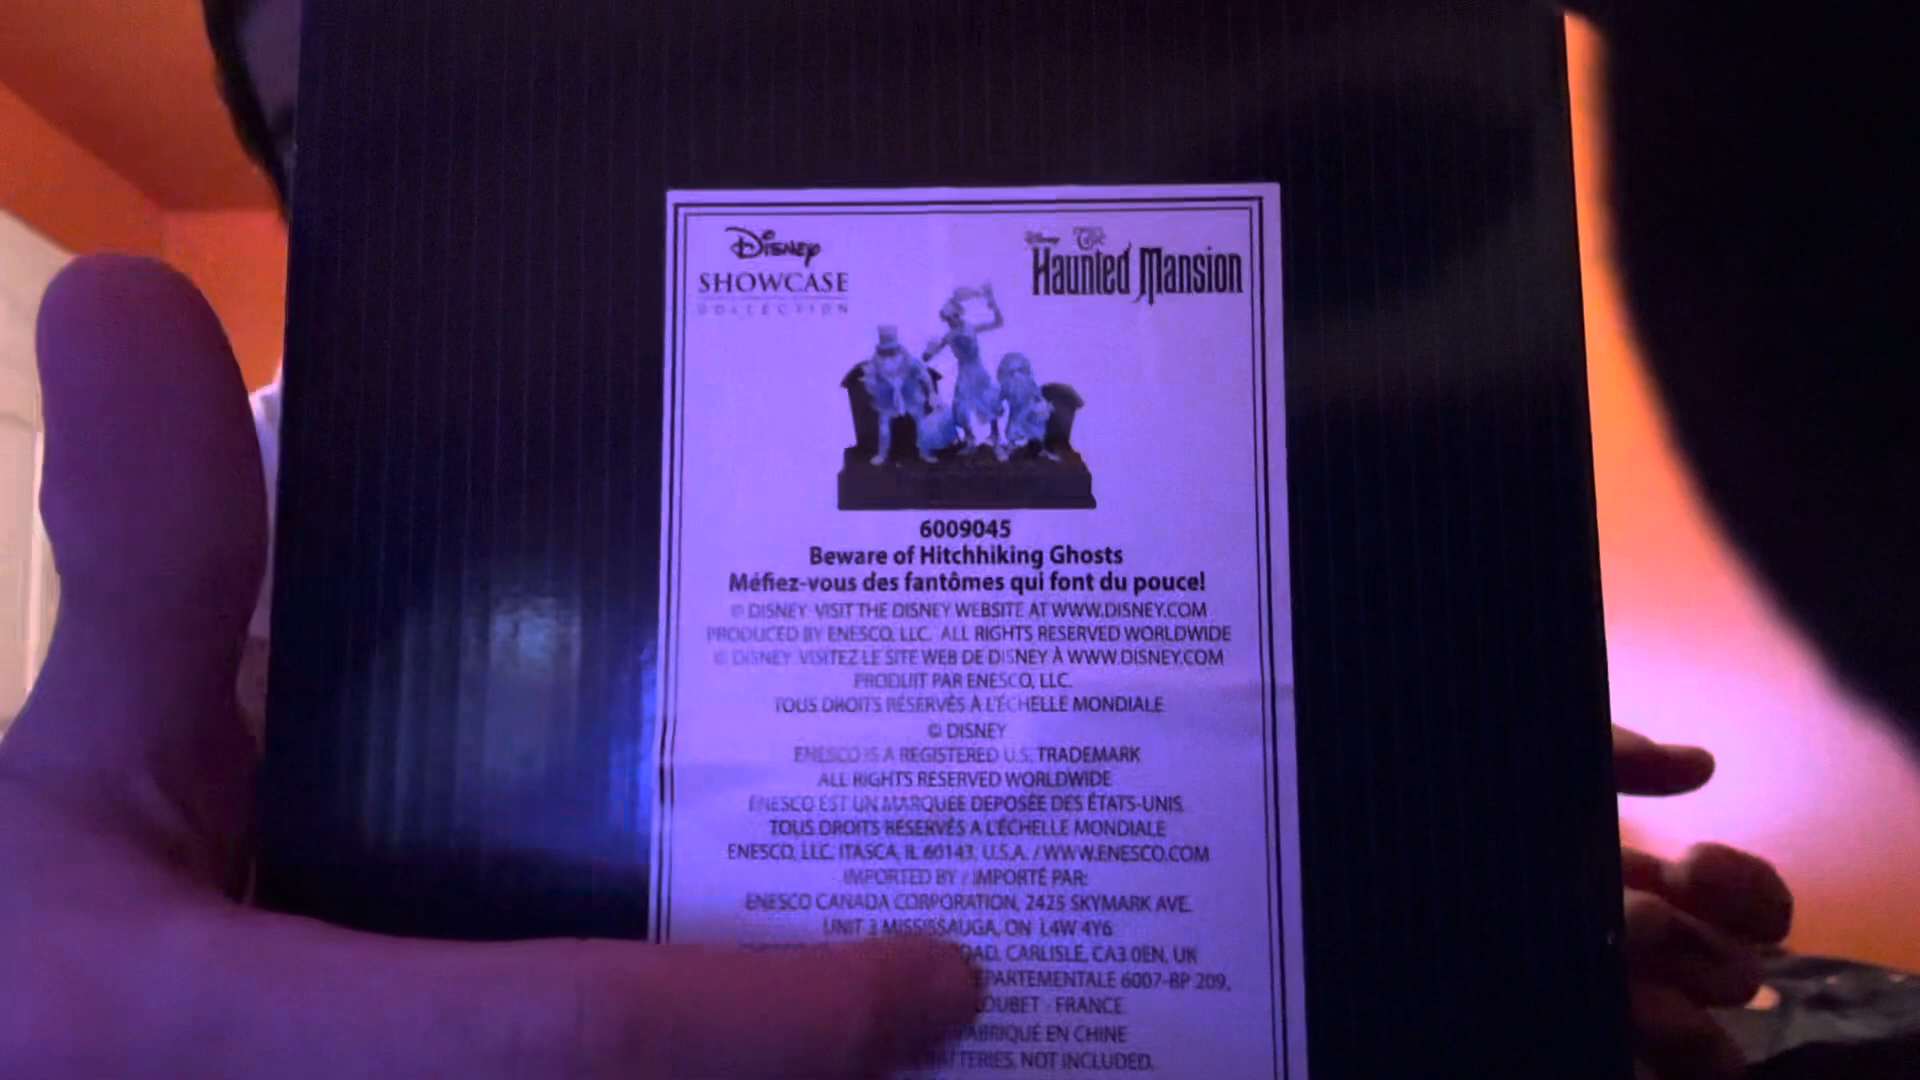 Disney
SHOWCASE
COLLECTION
Disney The
Haunted Mansion
6009045
Beware of Hitchhiking Ghosts
Méfiez-vous des fantômes qui font du pouce!
© DISNEY VISIT THE DISNEY WEBSITE AT WWW.DISNEY.COM
PRODUCED BY ENESCO, LLC. ALL RIGHTS RESERVED WORLDWIDE
© DISNEY VISITEZ LE SITE WEB DE DISNEY À WWW.DISNEY.COM
PRODUIT PAR ENESCO, LLC.
TOUS DROITS RÉSERVÉS À L'ÉCHELLE MONDIALE
© DISNEY
ENESCO IS A REGISTERED U.S. TRADEMARK
ALL RIGHTS RESERVED WORLDWIDE
ENESCO EST UN MARQUEE DEPOSÉE DES ÉTATS-UNIS
TOUS DROITS RÉSERVÉS A L'ÉCHELLE MONDIALE
ENESCO, LLC, ITASCA, IL 60143, U.S.A. / WWW.ENESCO.COM
IMPORTED BY / IMPORTÉ PAR:
ENESCO CANADA CORPORATION, 2425 SKYMARK AVE.
UNIT 3 MISSISSAUGA, ON L4W 4Y6
CARLISLE, CA3 0EN, UK
6007-BP 209,
- FRANCE
EN CHINE
NOT INCLUDED.